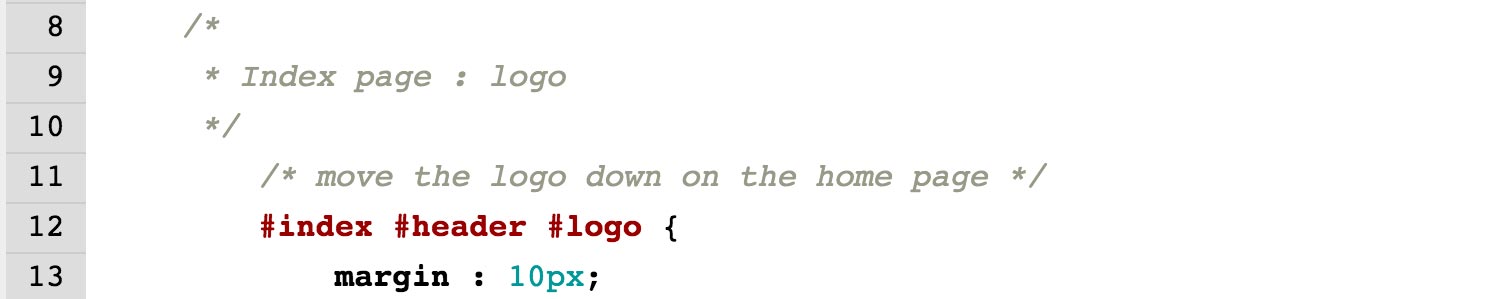 8 /*
9 * Index page : logo
10 */
11 /* move the logo down on the home page */
12 #index #header #logo {
13 margin : 10px;